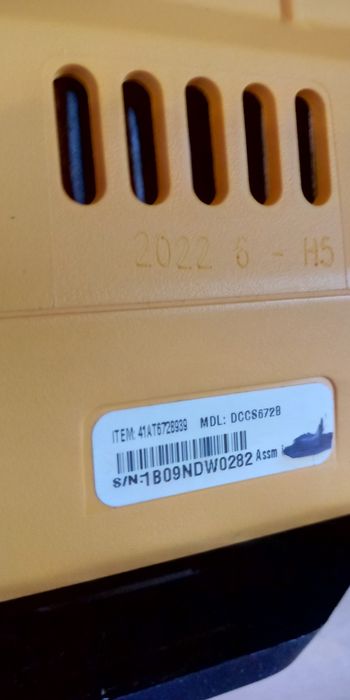 2022 6 - H5
ITEM: 41AT6728939 MDL: DCCS672B
S/N:1B09NDW0282 Assm